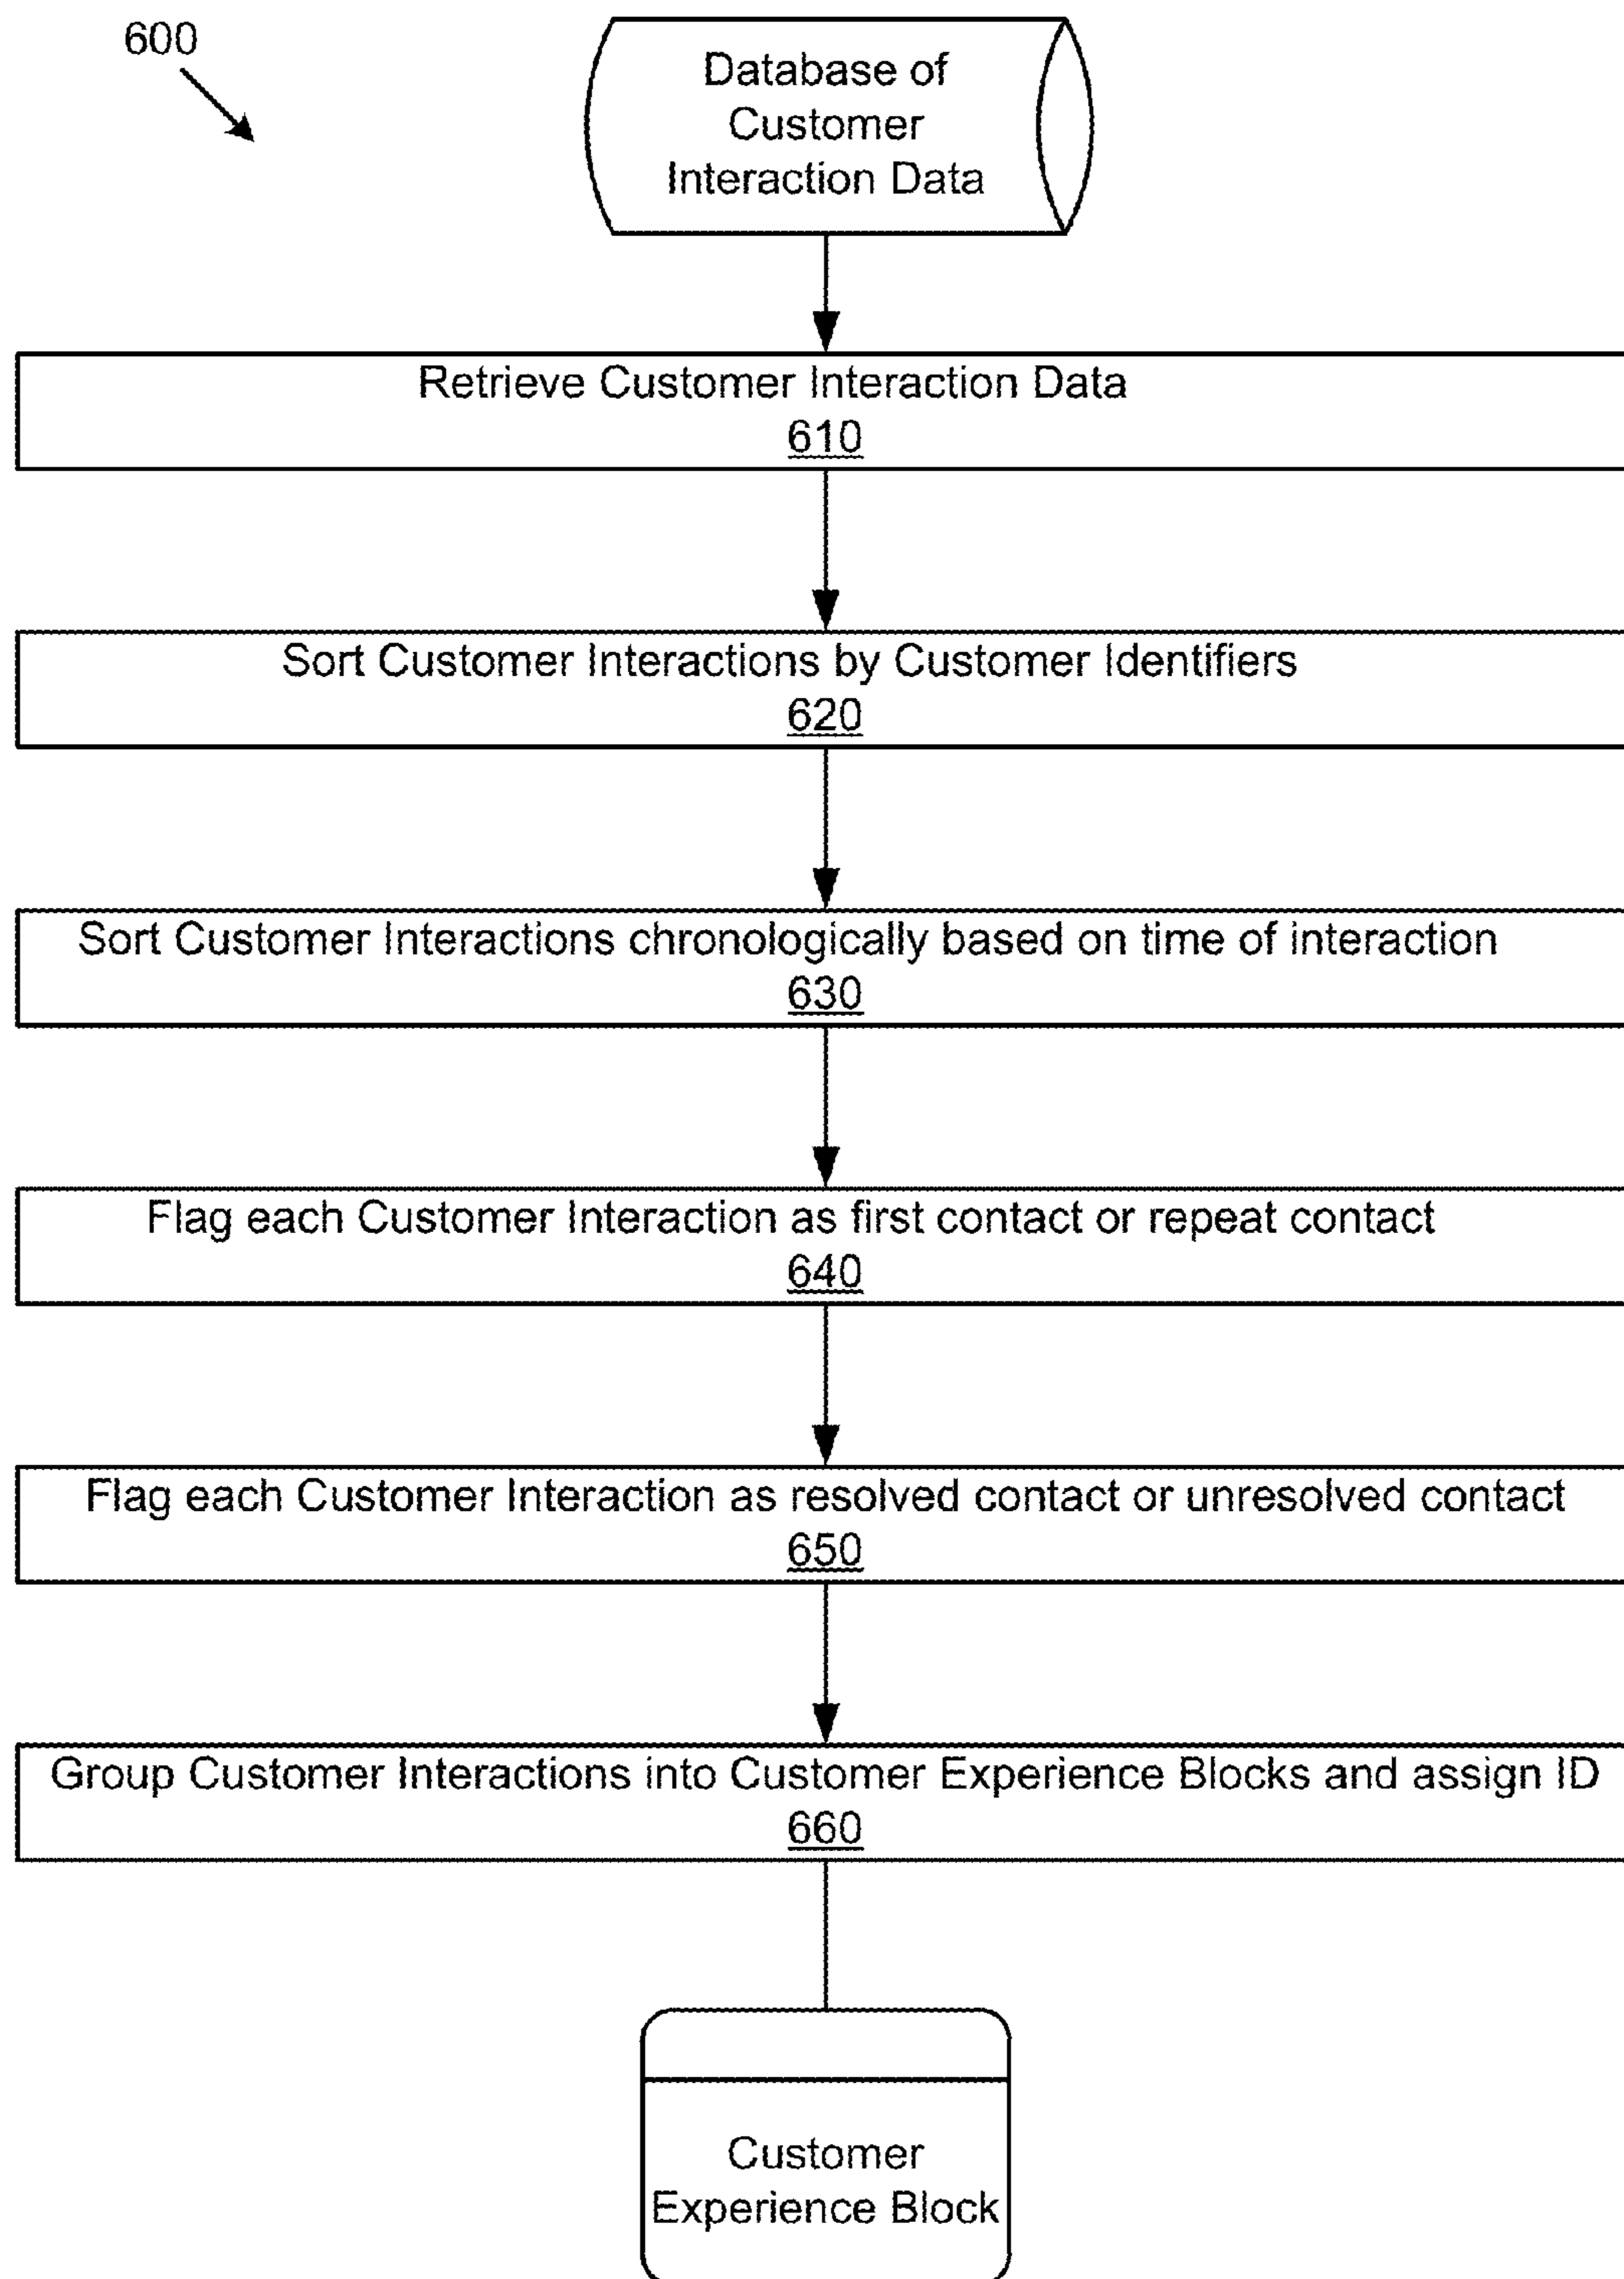 600
Database of
Customer
Interaction Data
Retrieve Customer Interaction Data
610
Sort Customer Interactions by Customer Identifiers
620
Sort Customer Interactions chronologically based on time of interaction
630
Flag each Customer Interaction as first contact or repeat contact
640
Flag each Customer Interaction as resolved contact or unresolved contact
650
Group Customer Interactions into Customer Experience Blocks and assign ID
660
Customer
Experience Block